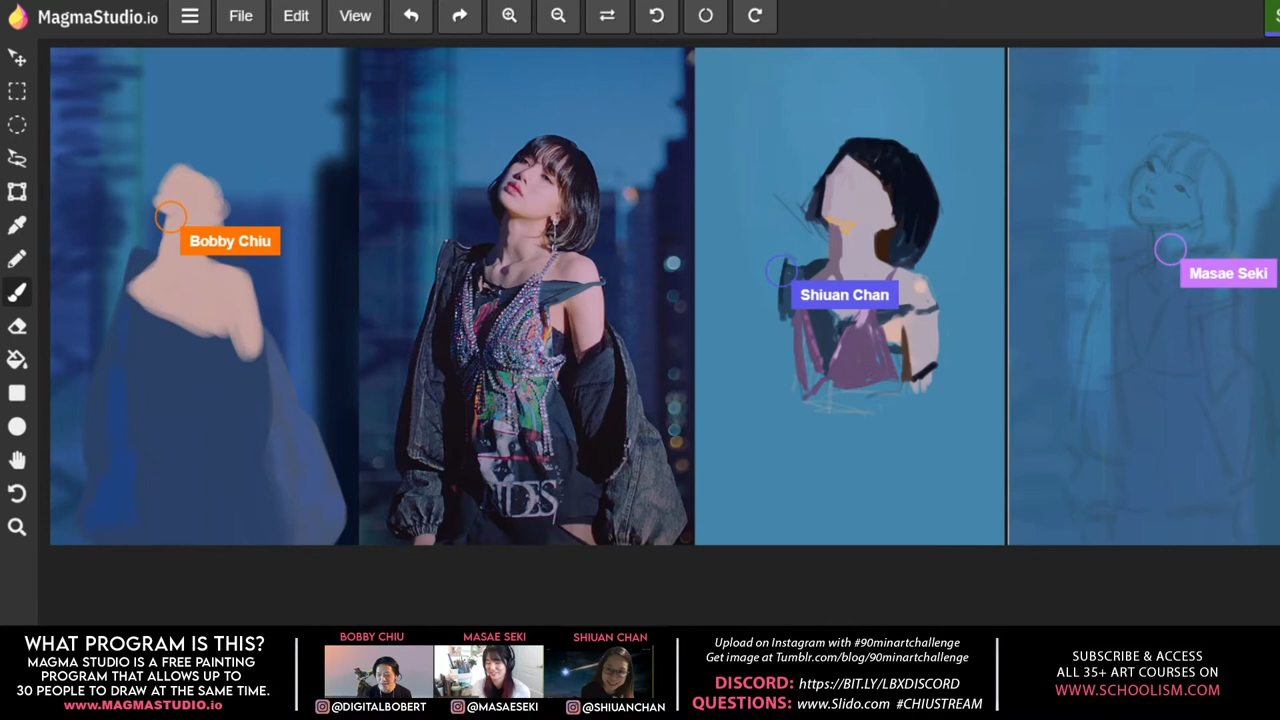 MagmaStudio.io
File
Edit
View
S
Bobby Chiu
Shiuan Chan
Masae Seki
IDES
WHAT PROGRAM IS THIS?
MAGMA STUDIO IS A FREE PAINTING
PROGRAM THAT ALLOWS UP TO
30 PEOPLE TO DRAW AT THE SAME TIME.
www.MAGMASTUDIO.io
BOBBY CHIU
MASAE SEKI
SHIUAN CHAN
@DIGITALBOBERT
@MASAESEKI
@SHIUANCHAN
Upload on Instagram with #90minartchallenge
Get image at Tumblr.com/blog/90minartchallenge
DISCORD: https://BIT.LY/LBXDISCORD
QUESTIONS: www.Slido.com #CHIUSTREAM
SUBSCRIBE & ACCESS
ALL 35+ ART COURSES ON
WWW.SCHOOLISM.COM